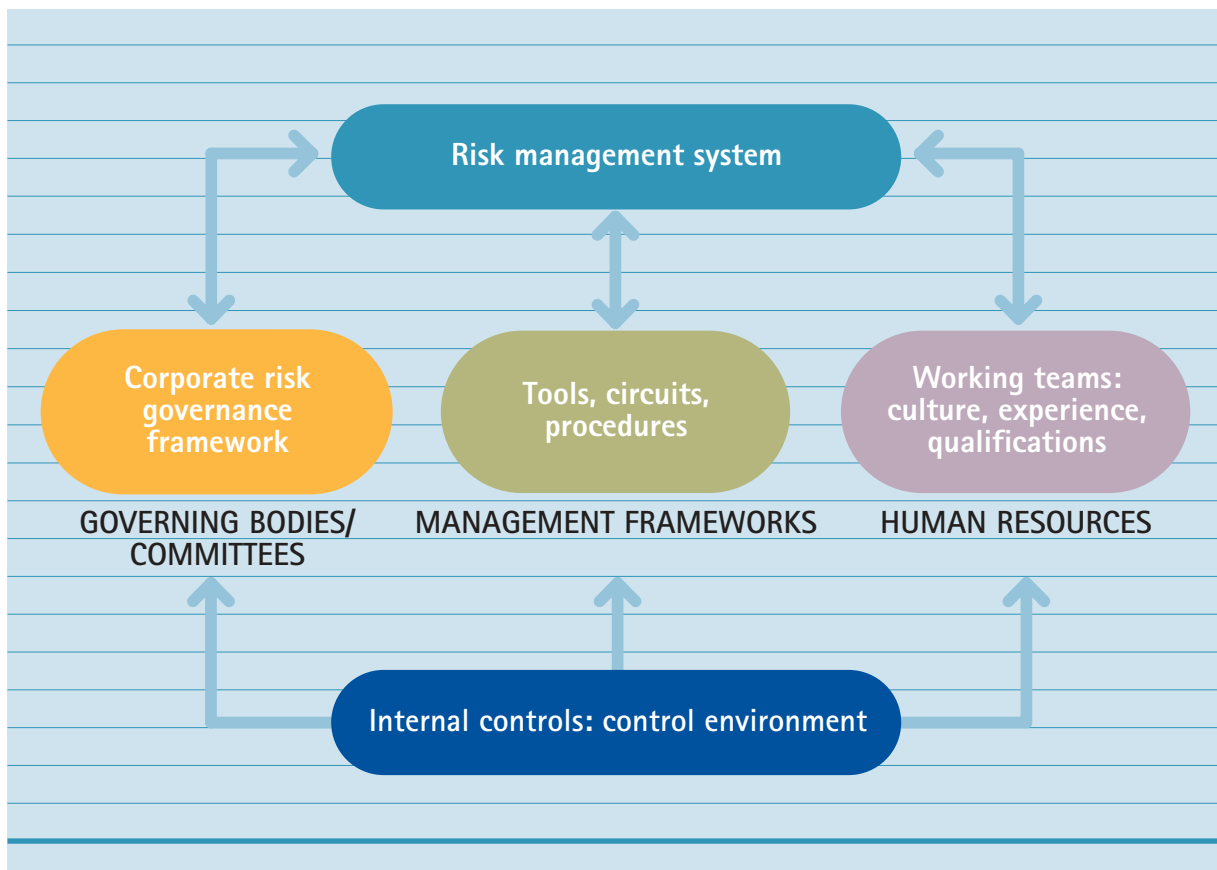 Risk management system
Corporate risk
governance
framework
Tools, circuits,
procedures
Working teams:
culture, experience,
qualifications
GOVERNING BODIES/
COMMITTEES
MANAGEMENT FRAMEWORKS
HUMAN RESOURCES
Internal controls: control environment